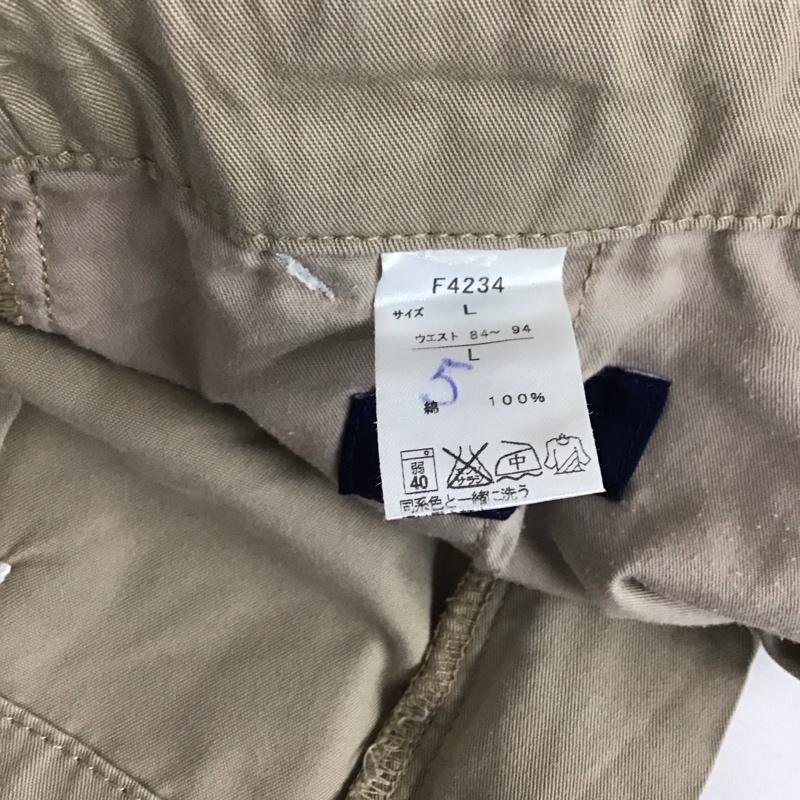 F4234
サイズ L
ウエスト 84〜 94
L
5
綿 100%
弱 中
40
同系色と一緒に洗う